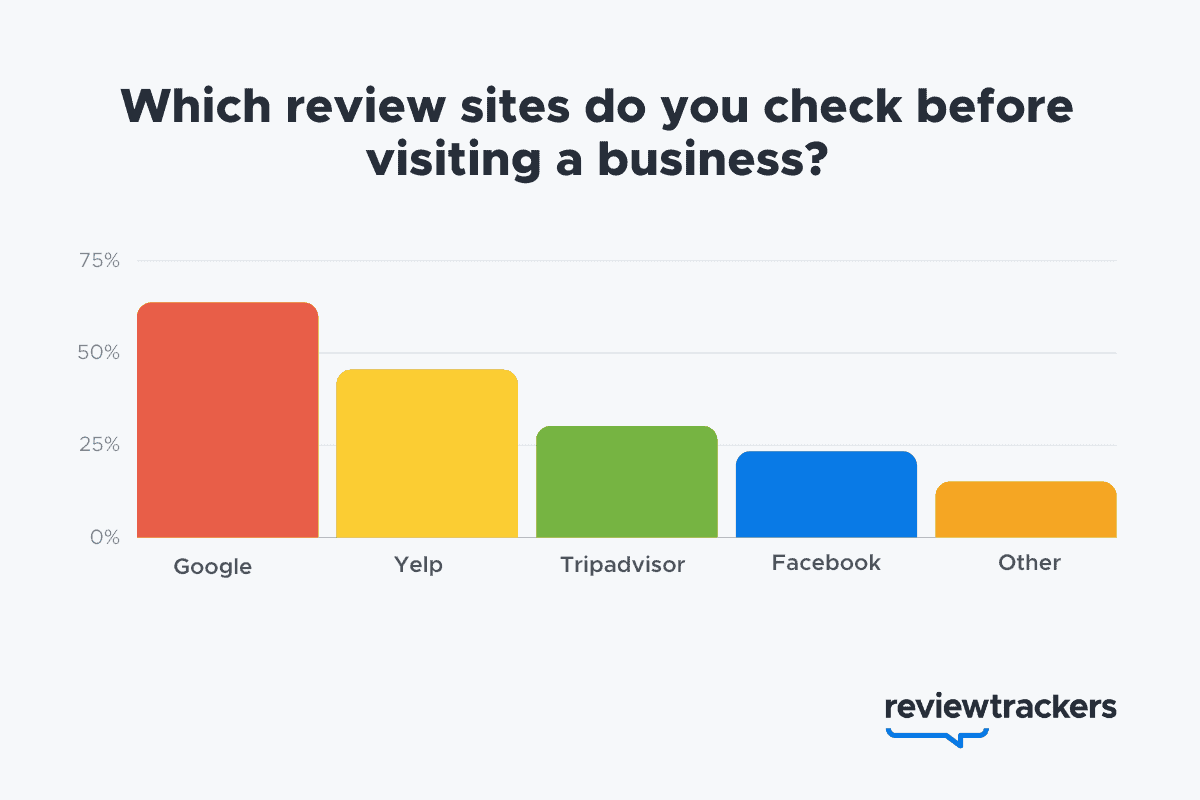 Which review sites do you check before
visiting a business?
75%
50%
25%
0%
Google
Yelp
Tripadvisor
Facebook
Other
reviewtrackers